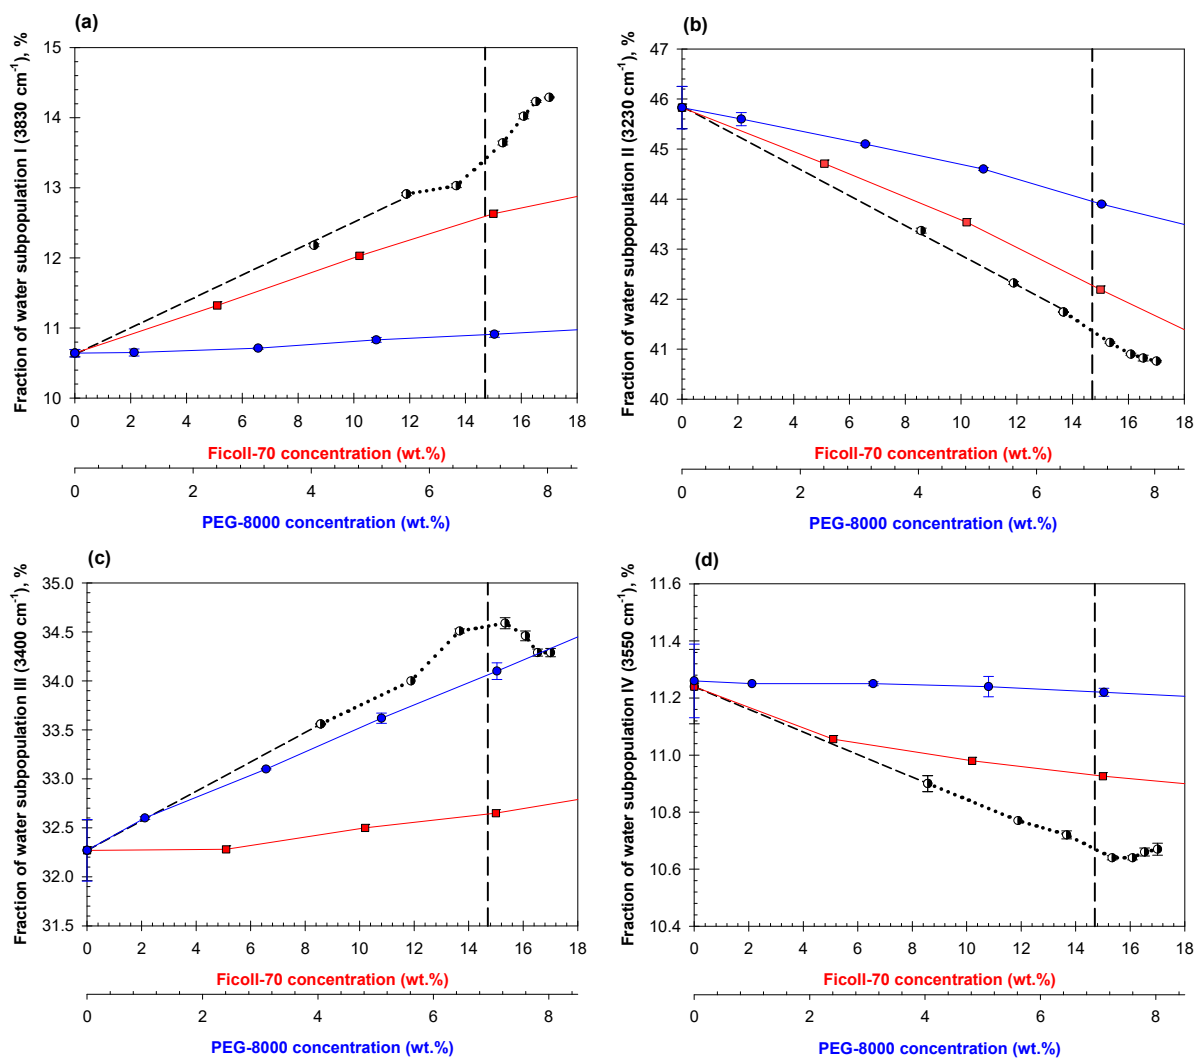 (a)
Fraction of water subpopulation I (3830 cm⁻¹), %
15
14
13
12
11
10
0 2 4 6 8 10 12 14 16 18
Ficoll-70 concentration (wt.%)
0 2 4 6 8
PEG-8000 concentration (wt.%)
(b)
Fraction of water subpopulation II (3230 cm⁻¹), %
47
46
45
44
43
42
41
40
0 2 4 6 8 10 12 14 16 18
Ficoll-70 concentration (wt.%)
0 2 4 6 8
PEG-8000 concentration (wt.%)
(c)
Fraction of water subpopulation III (3400 cm⁻¹), %
35.0
34.5
34.0
33.5
33.0
32.5
32.0
31.5
0 2 4 6 8 10 12 14 16 18
Ficoll-70 concentration (wt.%)
0 2 4 6 8
PEG-8000 concentration (wt.%)
(d)
Fraction of water subpopulation IV (3550 cm⁻¹), %
11.6
11.4
11.2
11.0
10.8
10.6
10.4
0 2 4 6 8 10 12 14 16 18
Ficoll-70 concentration (wt.%)
0 2 4 6 8
PEG-8000 concentration (wt.%)